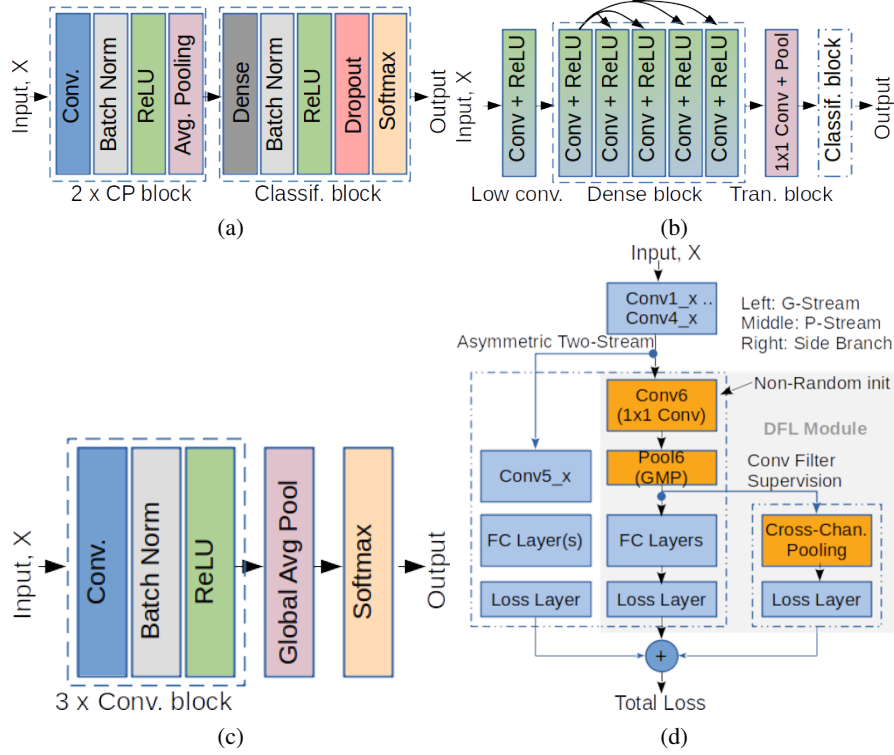 Input, X
Conv.
Batch Norm
ReLU
Avg. Pooling
2 x CP block
Dense
Batch Norm
ReLU
Dropout
Softmax
Classif. block
Output
(a)
Input, X
Conv + ReLU
Low conv.
Conv + ReLU
Conv + ReLU
Conv + ReLU
Conv + ReLU
Conv + ReLU
Dense block
1x1 Conv + Pool
Tran. block
Classif. block
Output
(b)
Input, X
Conv.
Batch Norm
ReLU
3 x Conv. block
Global Avg Pool
Softmax
Output
(c)
Input, X
Conv1_x ..
Conv4_x
Left: G-Stream
Middle: P-Stream
Right: Side Branch
Asymmetric Two-Stream
Non-Random init
Conv6
(1x1 Conv)
DFL Module
Pool6
(GMP)
Conv Filter
Supervision
Conv5_x
FC Layer(s)
FC Layers
Cross-Chan.
Pooling
Loss Layer
Loss Layer
Loss Layer
+
Total Loss
(d)